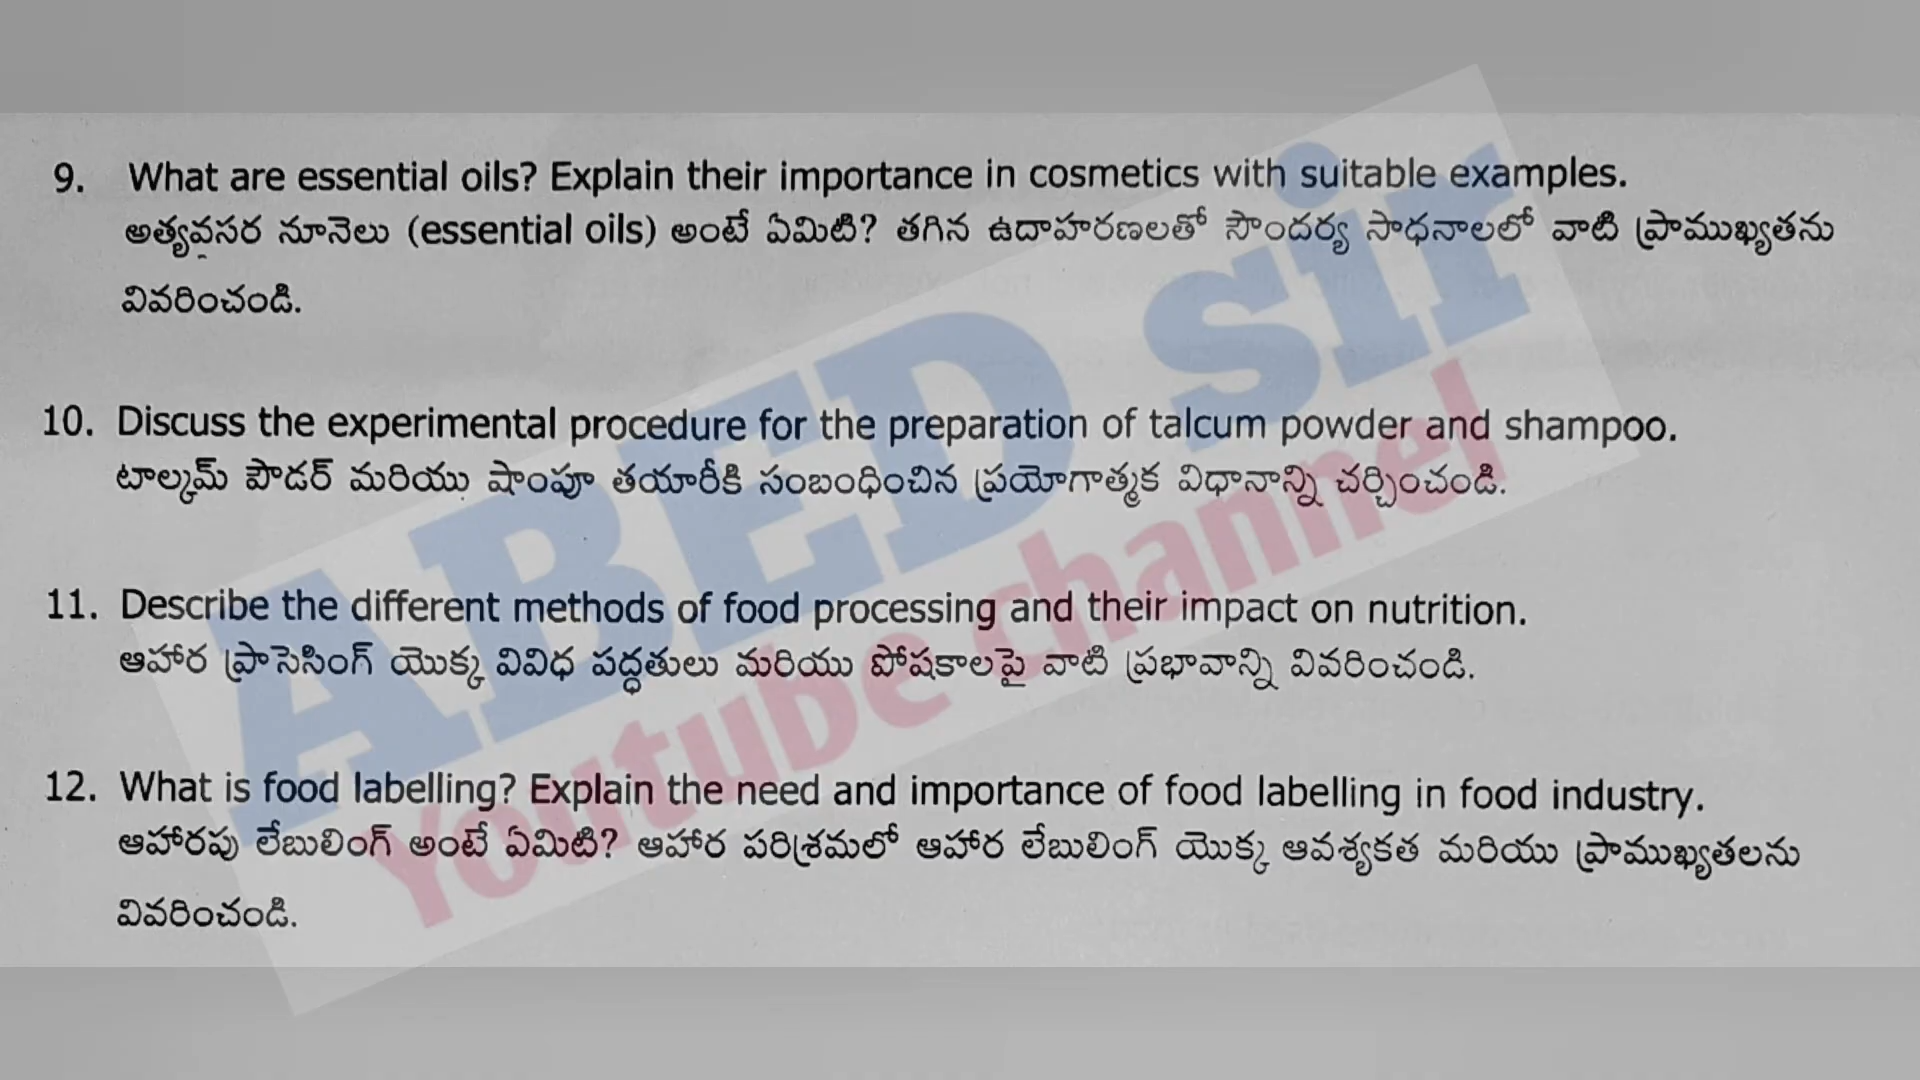 9. What are essential oils? Explain their importance in cosmetics with suitable examples.
అత్యవసర నూనెలు (essential oils) అంటే ఏమిటి? తగిన ఉదాహరణలతో సౌందర్య సాధనాలలో వాటి ప్రాముఖ్యతను
వివరించండి.
10. Discuss the experimental procedure for the preparation of talcum powder and shampoo.
టాల్కమ్ పౌడర్ మరియు షాంపూ తయారీకి సంబంధించిన ప్రయోగాత్మక విధానాన్ని చర్చించండి.
11. Describe the different methods of food processing and their impact on nutrition.
ఆహార ప్రాసెసింగ్ యొక్క వివిధ పద్ధతులు మరియు పోషకాలపై వాటి ప్రభావాన్ని వివరించండి.
12. What is food labelling? Explain the need and importance of food labelling in food industry.
ఆహారపు లేబులింగ్ అంటే ఏమిటి? ఆహార పరిశ్రమలో ఆహార లేబులింగ్ యొక్క ఆవశ్యకత మరియు ప్రాముఖ్యతలను
వివరించండి.
ABED sir
Youtube channel